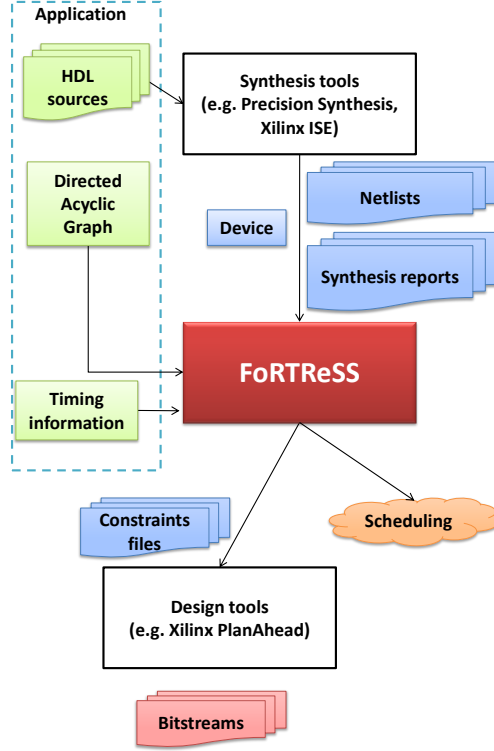 Application
HDL
sources
Synthesis tools
(e.g. Precision Synthesis,
Xilinx ISE)
Directed
Acyclic
Graph
Device
Netlists
Synthesis reports
FoRTReSS
Timing
information
Constraints
files
Scheduling
Design tools
(e.g. Xilinx PlanAhead)
Bitstreams